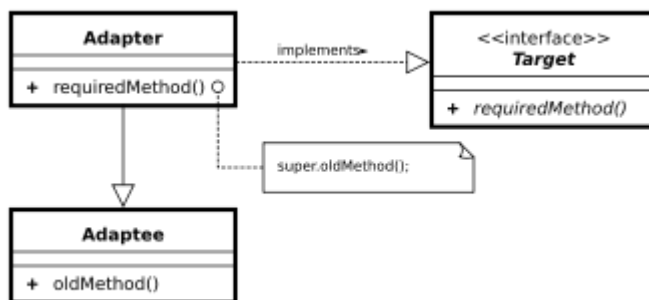 Adapter
+ requiredMethod()
implements▸
<<interface>>
Target
+ requiredMethod()
super.oldMethod();
Adaptee
+ oldMethod()